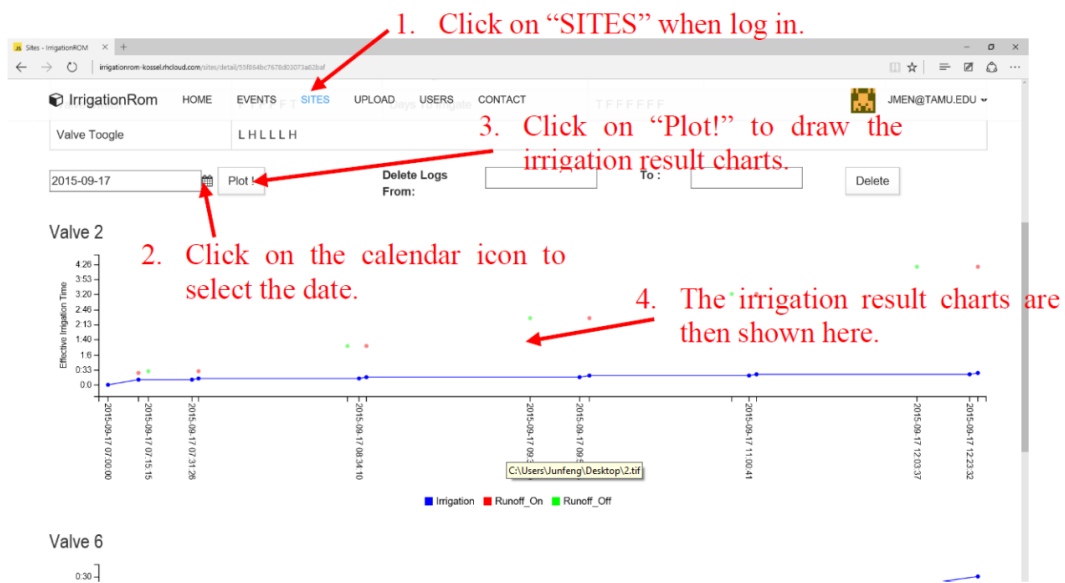 1. Click on “SITES” when log in.
Sites - IrrigationROM
irrigationrom-kossel.rhcloud.com/sites/detail/55f864bc7678d03073a62baf
IrrigationRom HOME EVENTS SITES UPLOAD USERS CONTACT JMEN@TAMU.EDU
T F F F F F F
Valve Toogle L H L L L H
3. Click on “Plot!” to draw the
irrigation result charts.
2015-09-17 Plot ! Delete Logs
From: To : Delete
Valve 2
2. Click on the calendar icon to
select the date.
4. The irrigation result charts are
then shown here.
Effective Irrigation Time
4:26
3:53
3:20
2:46
2:13
1:40
1:6
0:33
0:0
2015-09-17 07:00:00
2015-09-17 07:15:15
2015-09-17 07:31:26
2015-09-17 08:34:10
2015-09-17 11:00:41
2015-09-17 12:03:37
2015-09-17 12:23:32
C:\Users\Junfeng\Desktop\2.tif
Irrigation Runoff_On Runoff_Off
Valve 6
0:30